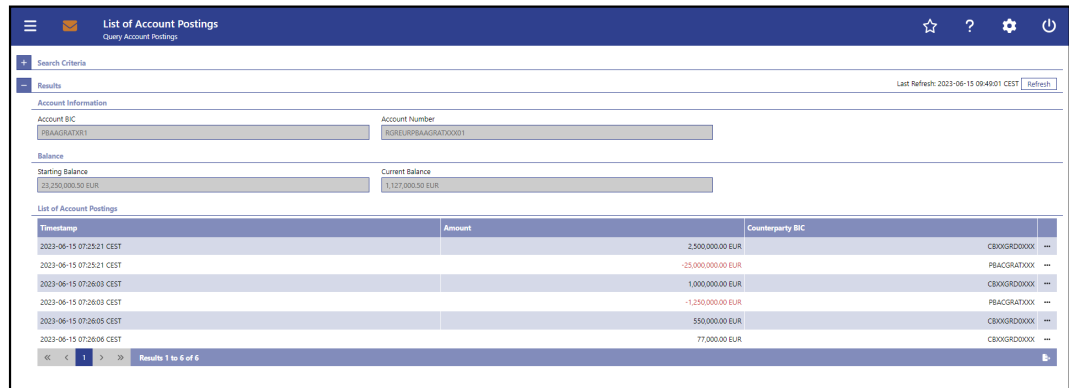 List of Account Postings
Query Account Postings
Search Criteria
Results
Last Refresh: 2023-06-15 09:49:01 CEST Refresh
Account Information
Account BIC Account Number
PBAAGRATXR1 RGREURPBAAGRATXXX01
Balance
Starting Balance Current Balance
23,250,000.50 EUR 1,127,000.50 EUR
List of Account Postings
Timestamp Amount Counterparty BIC
2023-06-15 07:25:21 CEST 2,500,000.00 EUR CBXXGRD0XXX
2023-06-15 07:25:21 CEST -25,000,000.00 EUR PBACGRATXXX
2023-06-15 07:26:03 CEST 1,000,000.00 EUR CBXXGRD0XXX
2023-06-15 07:26:03 CEST -1,250,000.00 EUR PBACGRATXXX
2023-06-15 07:26:05 CEST 550,000.00 EUR CBXXGRD0XXX
2023-06-15 07:26:06 CEST 77,000.00 EUR CBXXGRD0XXX
1 Results 1 to 6 of 6